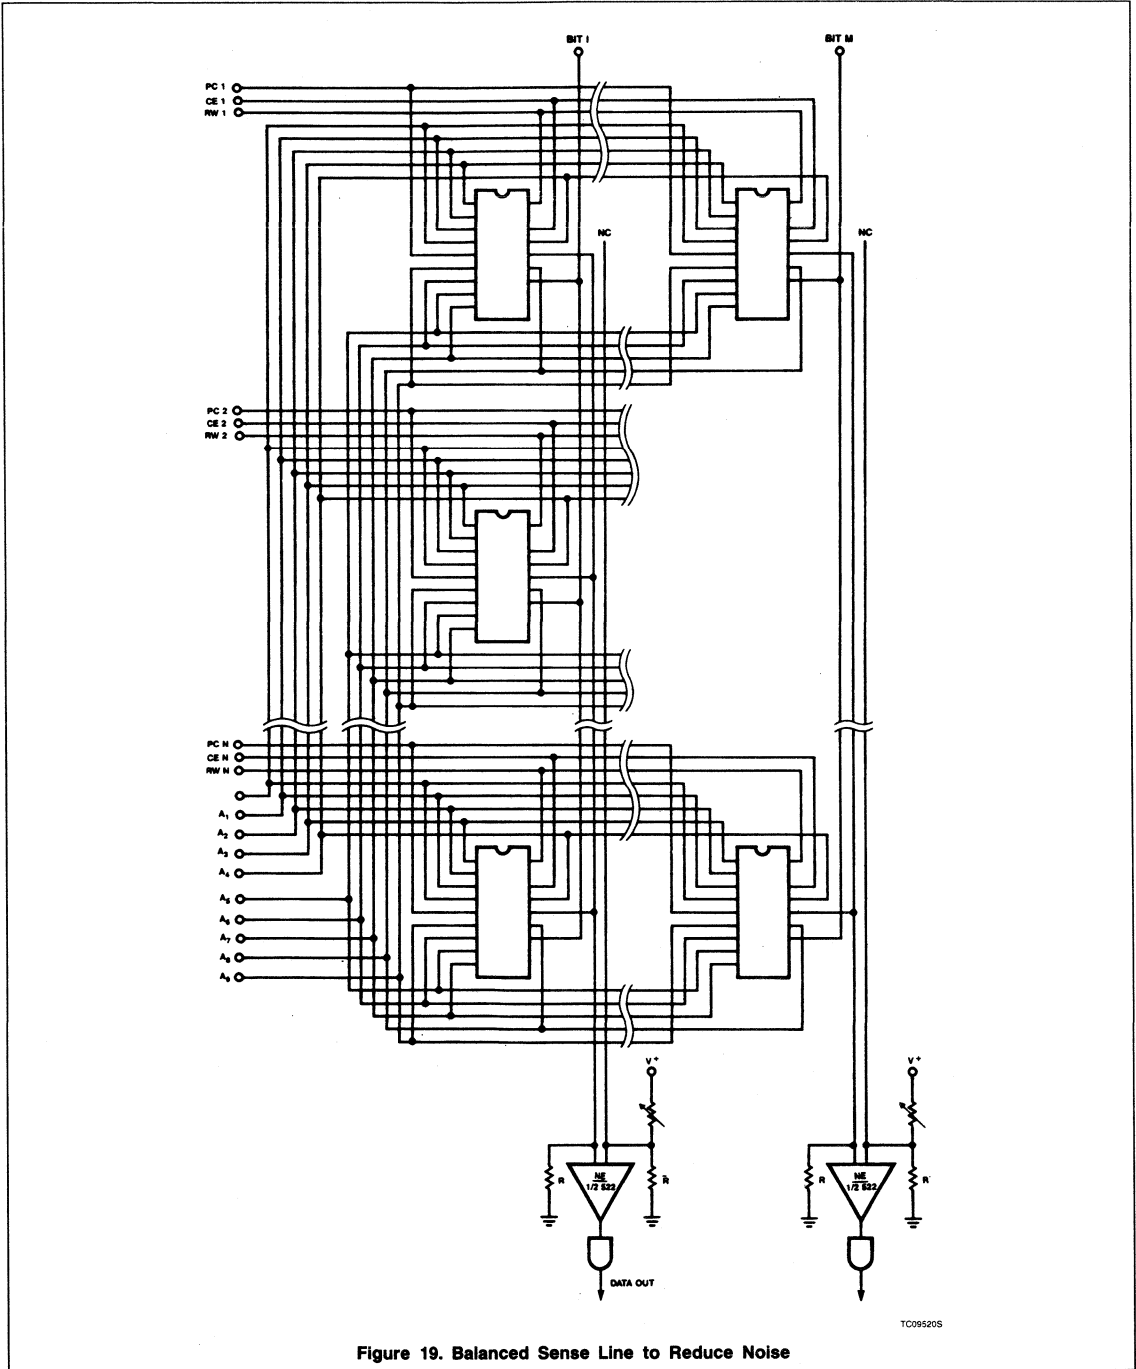 BIT I
BIT M
PC 1
CE 1
RW 1
NC
NC
PC 2
CE 2
RW 2
PC N
CE N
RW N
A₁
A₂
A₃
A₄
A₅
A₆
A₇
A₈
A₉
V⁺
V⁺
R
NE
1/2 522
R
R
NE
1/2 522
R
DATA OUT
TC09520S
Figure 19. Balanced Sense Line to Reduce Noise